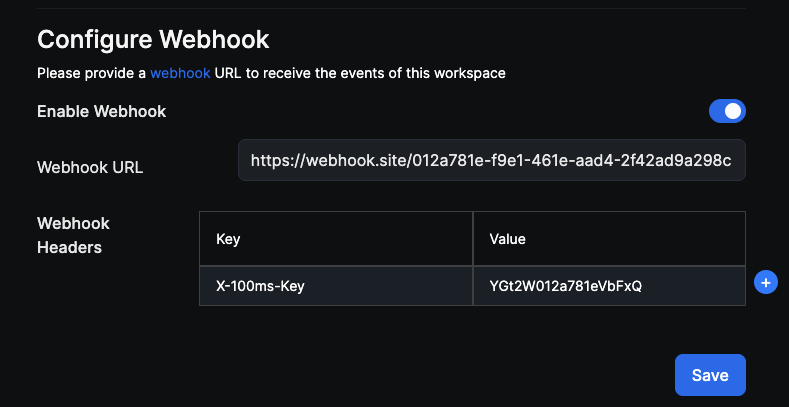 Configure Webhook
Please provide a webhook URL to receive the events of this workspace
Enable Webhook
Webhook URL
https://webhook.site/012a781e-f9e1-461e-aad4-2f42ad9a298c
Webhook
Headers
Key Value
X-100ms-Key YGt2W012a781eVbFxQ
+
Save